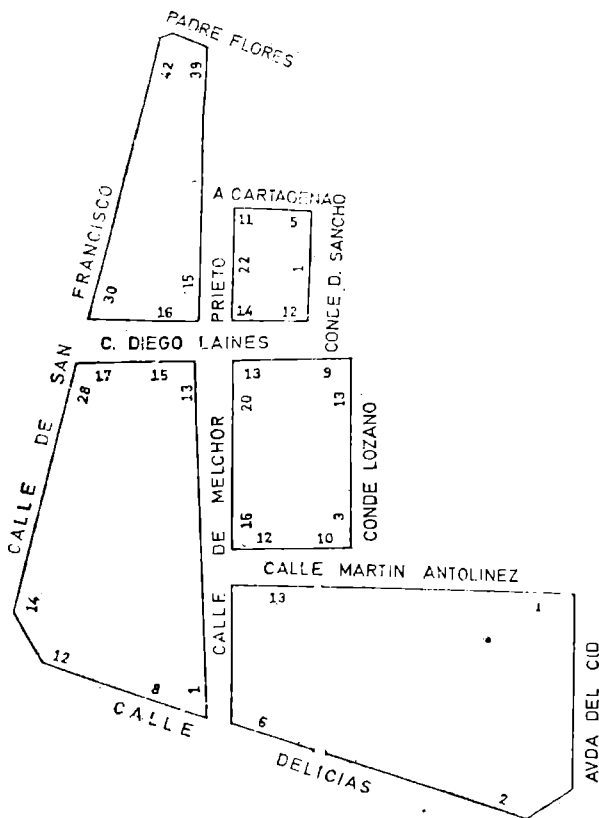 PADRE FLORES
42
39
FRANCISCO
30
16
15
A CARTAGENAO
11
5
22
1
14
12
PRIETO
CONDE D. SANCHO
C. DIEGO LAINES
CALLE DE SAN
28
17
15
13
14
12
8
1
CALLE
DE MELCHOR
CALLE
13
9
20
13
16
3
12
10
CONDE LOZANO
CALLE MARTIN ANTOLINEZ
13
1
6
2
DELICIAS
AVDA DEL CID